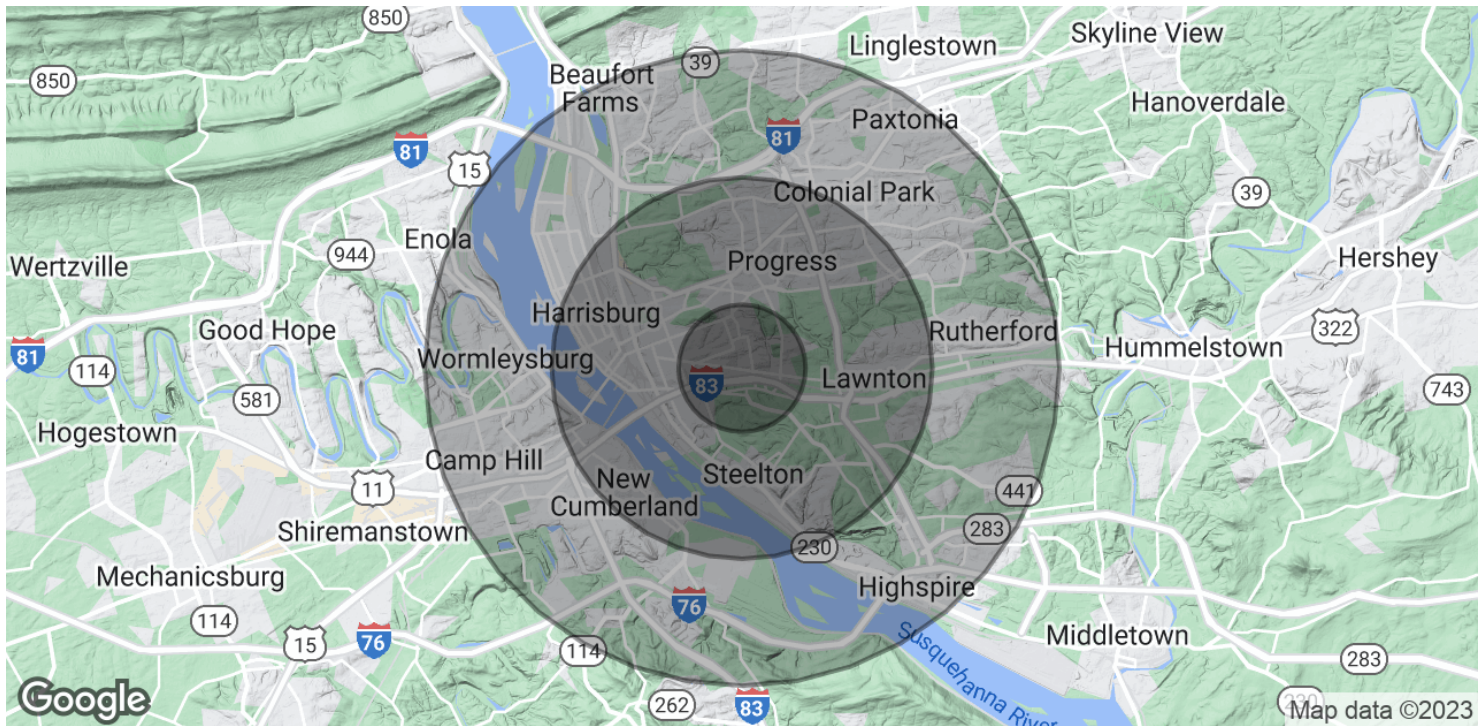 850
Linglestown
Skyline View
850
39
Beaufort
Farms
Hanoverdale
Paxtonia
81
81
15
Colonial Park
39
Enola
944
Progress
Wertzville
Hershey
Harrisburg
Good Hope
Rutherford
322
81
Wormleysburg
Hummelstown
114
83
Lawnton
743
581
Hogestown
Camp Hill
Steelton
New
Cumberland
11
441
Shiremanstown
283
230
Mechanicsburg
Highspire
76
114
15
76
Susquehanna River
Middletown
114
283
262
83
230
Google
Map data ©2023